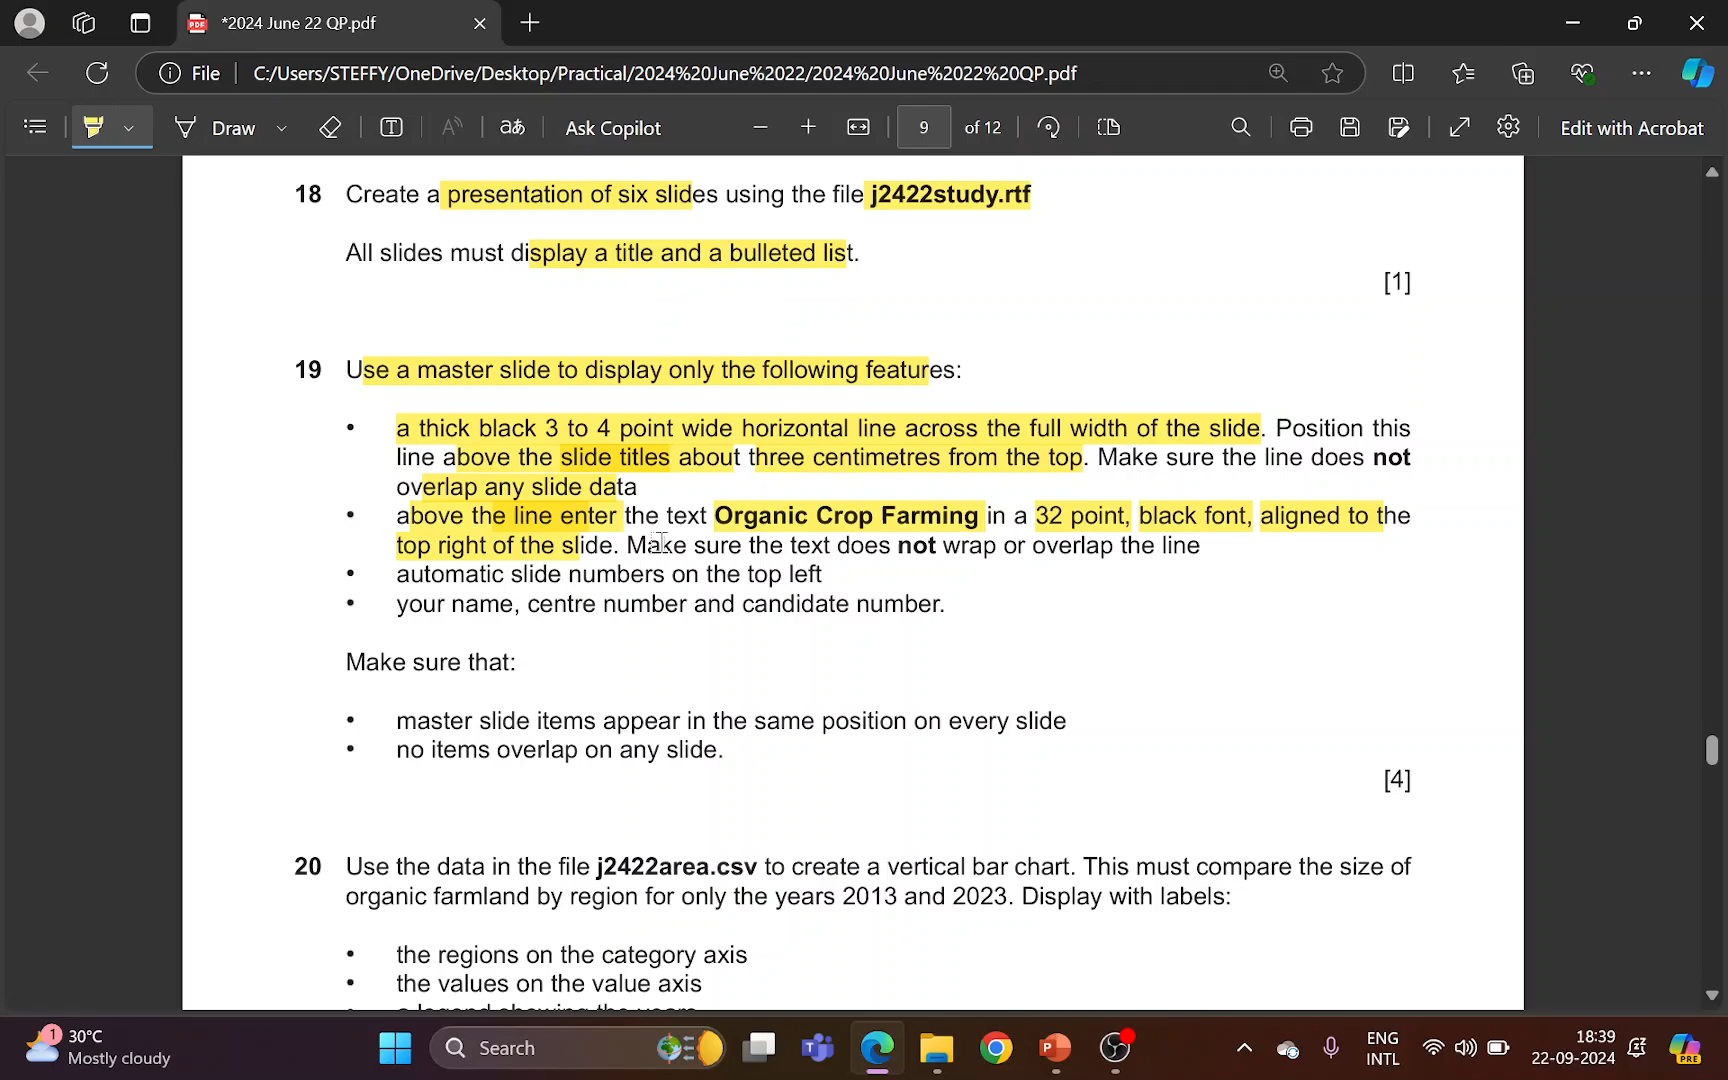 *2024 June 22 QP.pdf
File
C:/Users/STEFFY/OneDrive/Desktop/Practical/2024%20June%2022/2024%20June%2022%20QP.pdf
Draw
Ask Copilot
9
of 12
Edit with Acrobat
18 Create a presentation of six slides using the file j2422study.rtf
All slides must display a title and a bulleted list.
[1]
19 Use a master slide to display only the following features:
• a thick black 3 to 4 point wide horizontal line across the full width of the slide. Position this
line above the slide titles about three centimetres from the top. Make sure the line does not
overlap any slide data
• above the line enter the text Organic Crop Farming in a 32 point, black font, aligned to the
top right of the slide. Make sure the text does not wrap or overlap the line
• automatic slide numbers on the top left
• your name, centre number and candidate number.
Make sure that:
• master slide items appear in the same position on every slide
• no items overlap on any slide.
[4]
20 Use the data in the file j2422area.csv to create a vertical bar chart. This must compare the size of
organic farmland by region for only the years 2013 and 2023. Display with labels:
• the regions on the category axis
• the values on the value axis
• a legend showing the years
1
30°C
Mostly cloudy
Search
ENG
INTL
18:39
22-09-2024
PRE